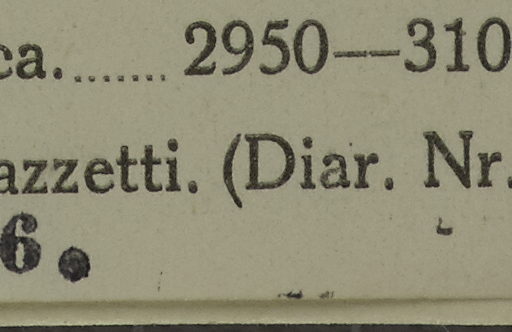 ca. ........ 2950—310
azzetti. (Diar. Nr.
6.